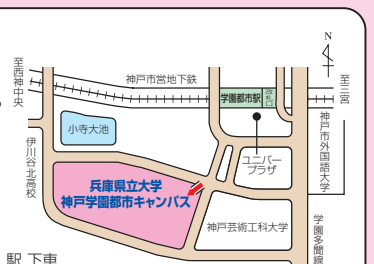 N
至西神中央
神戸市営地下鉄
学園都市駅
改札口
至三宮
小寺大池
ユニバー
プラザ
神戸市外国語大学
伊川谷北高校
兵庫県立大学
神戸学園都市キャンパス
神戸芸術工科大学
学園多聞線
駅下車